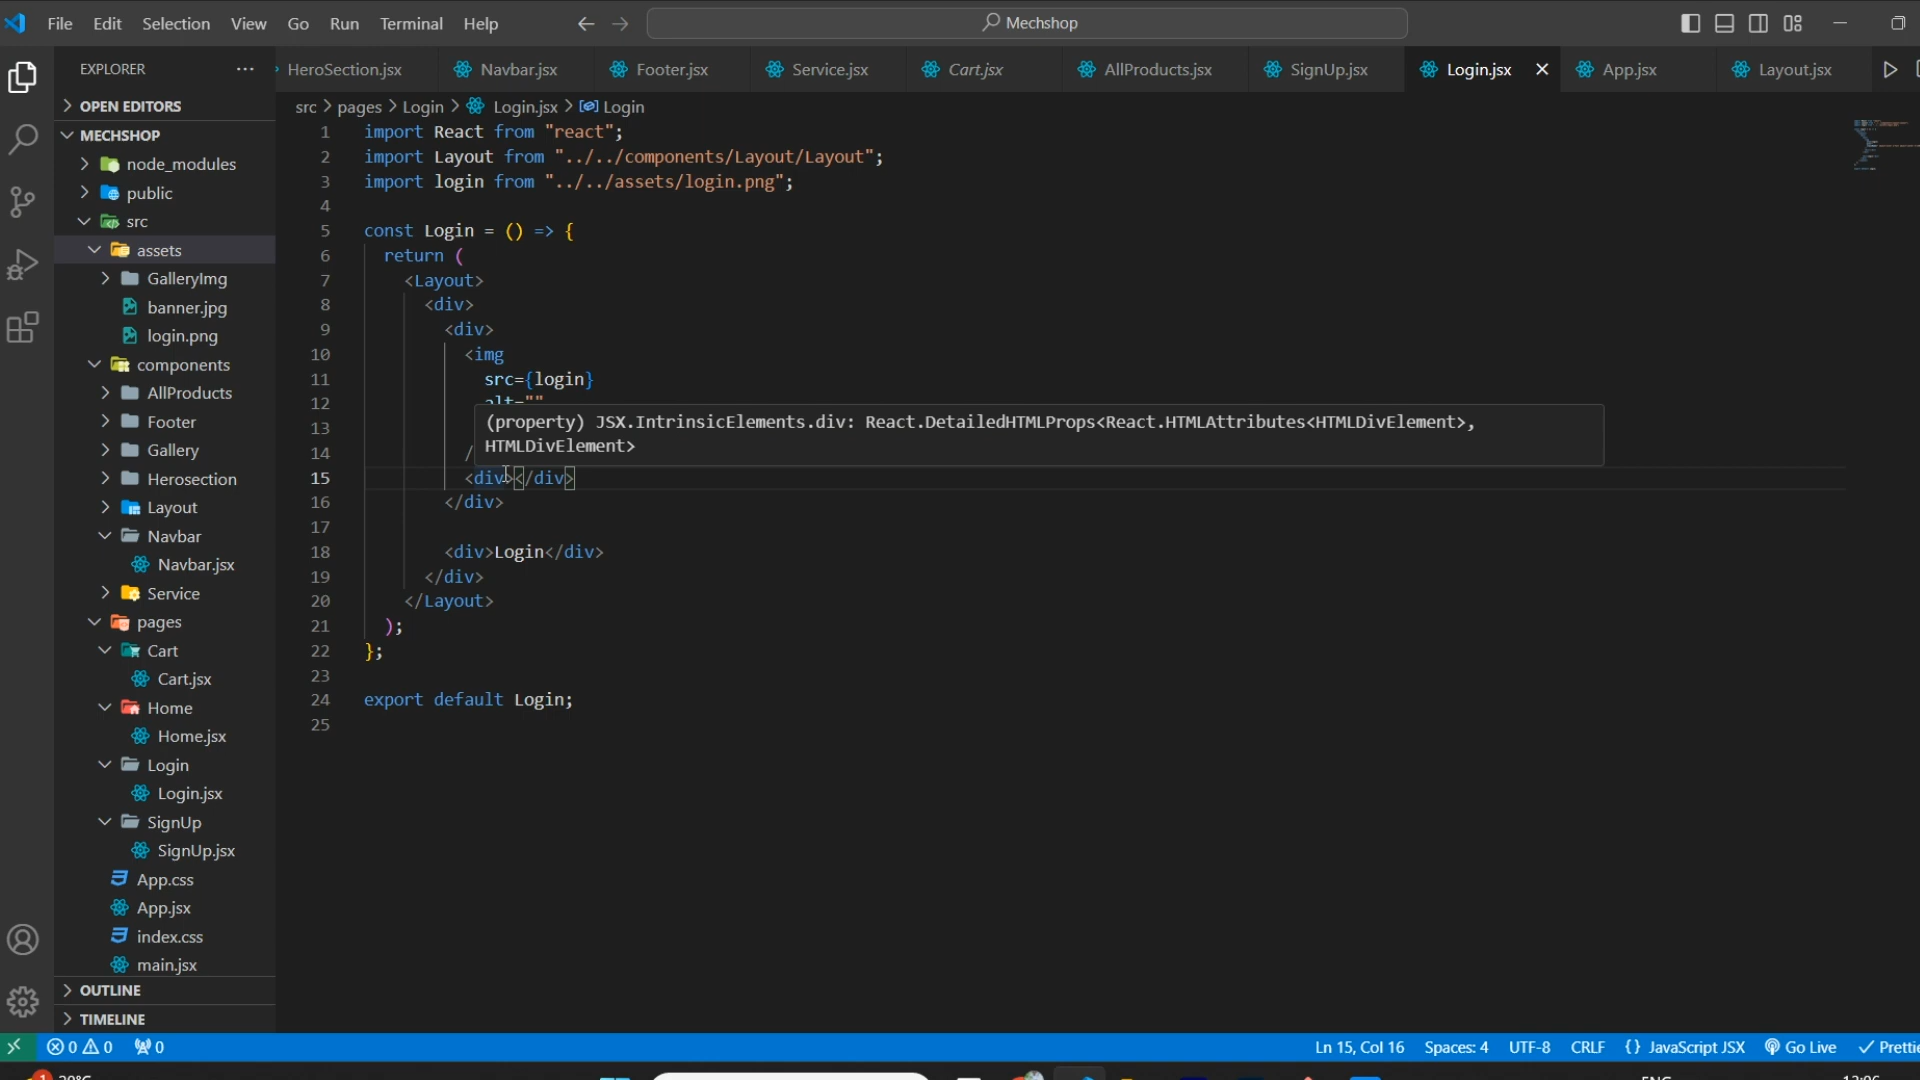 File Edit Selection View Go Run Terminal Help
Mechshop
EXPLORER
HeroSection.jsx Navbar.jsx Footer.jsx Service.jsx Cart.jsx AllProducts.jsx SignUp.jsx Login.jsx App.jsx Layout.jsx
OPEN EDITORS
MECHSHOP
node_modules
public
src
assets
GalleryImg
banner.jpg
login.png
components
AllProducts
Footer
Gallery
Herosection
Layout
Navbar
Navbar.jsx
Service
pages
Cart
Cart.jsx
Home
Home.jsx
Login
Login.jsx
SignUp
SignUp.jsx
App.css
App.jsx
index.css
main.jsx
OUTLINE
TIMELINE
src > pages > Login > Login.jsx > Login
1 import React from "react";
2 import Layout from "../../components/Layout/Layout";
3 import login from "../../assets/login.png";
4
5 const Login = () => {
6 return (
7 <Layout>
8 <div>
9 <div>
10 <img
11 src={login}
12 alt=""
(property) JSX.IntrinsicElements.div: React.DetailedHTMLProps<React.HTMLAttributes<HTMLDivElement>,
HTMLDivElement>
13
14 /
15 <div></div>
16 </div>
17
18 <div>Login</div>
19 </div>
20 </Layout>
21 );
22 };
23
24 export default Login;
25
0 0 0 Ln 15, Col 16 Spaces: 4 UTF-8 CRLF {} JavaScript JSX Go Live